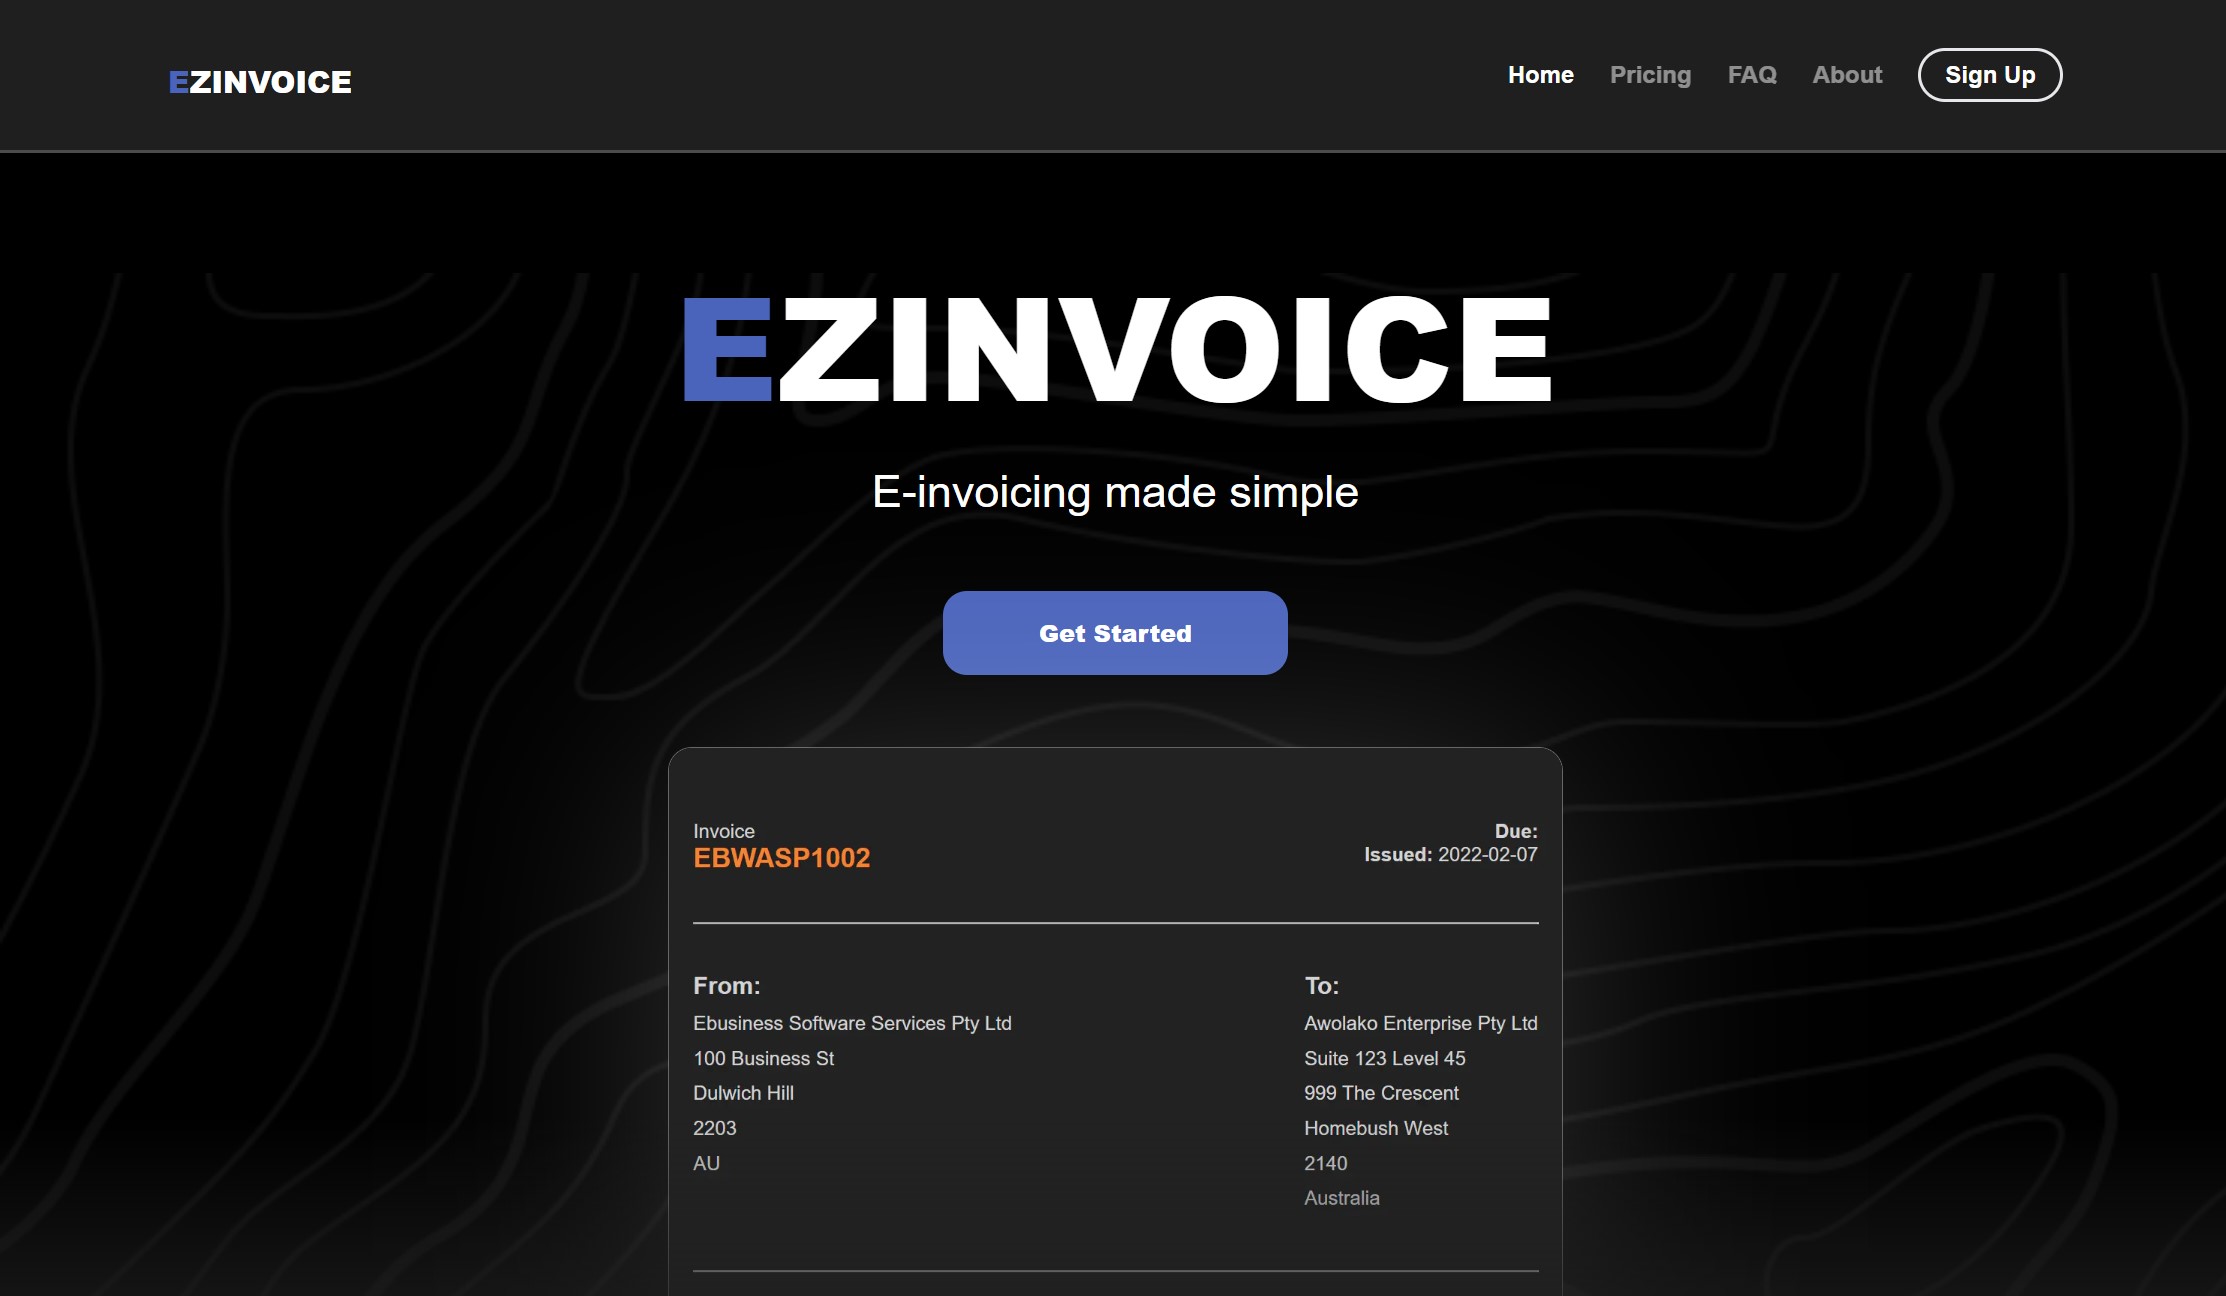 EZINVOICE
Home Pricing FAQ About Sign Up
EZINVOICE
E-invoicing made simple
Get Started
Invoice
EBWASP1002
Due:
Issued: 2022-02-07
From:
Ebusiness Software Services Pty Ltd
100 Business St
Dulwich Hill
2203
AU
To:
Awolako Enterprise Pty Ltd
Suite 123 Level 45
999 The Crescent
Homebush West
2140
Australia